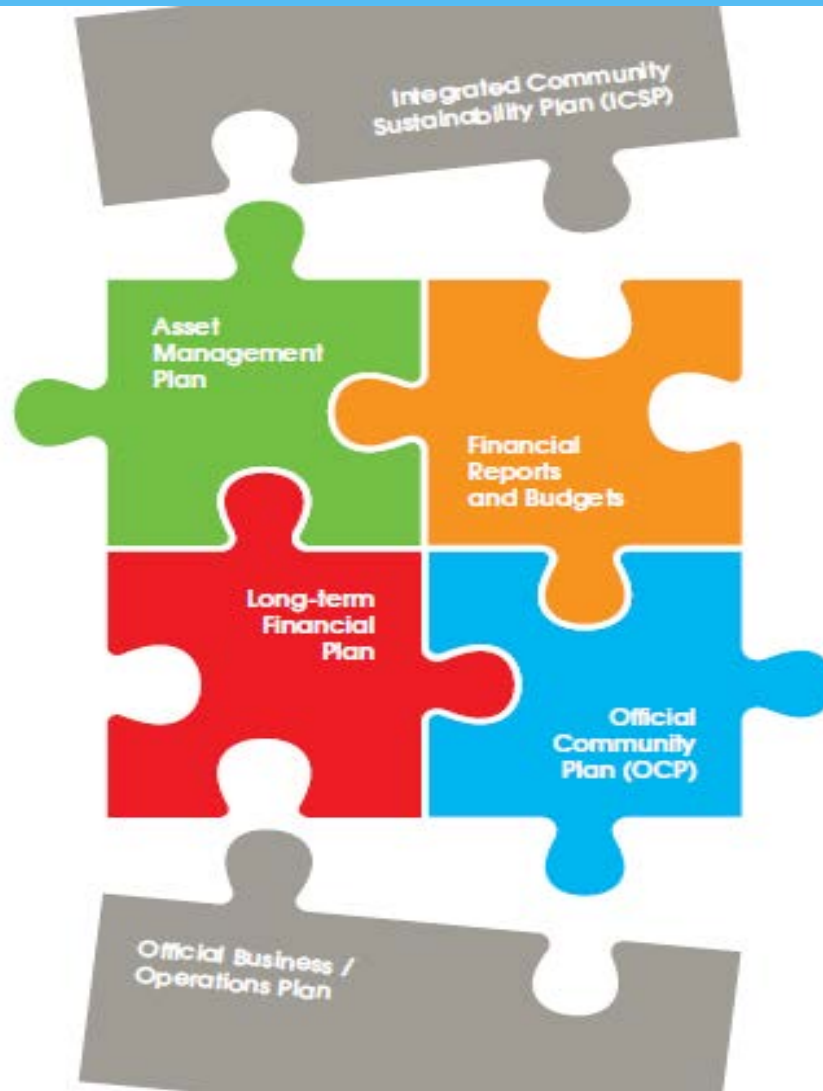 Integrated Community
Sustainability Plan (ICSP)
Asset
Management
Plan
Financial
Reports
and Budgets
Long-term
Financial
Plan
Official
Community
Plan (OCP)
Official Business /
Operations Plan